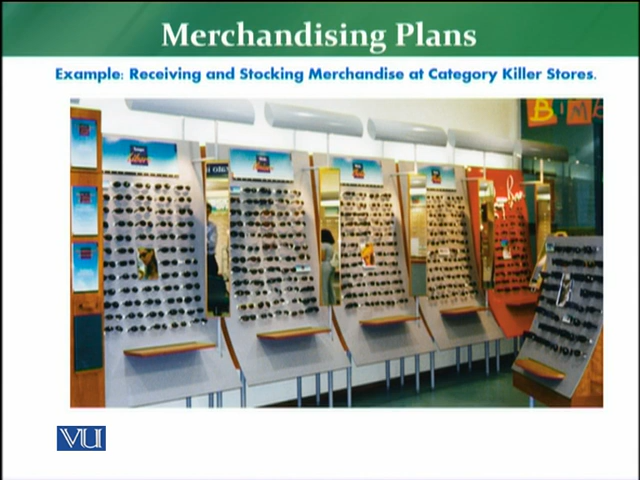 Merchandising Plans
Example: Receiving and Stocking Merchandise at Category Killer Stores.
VU